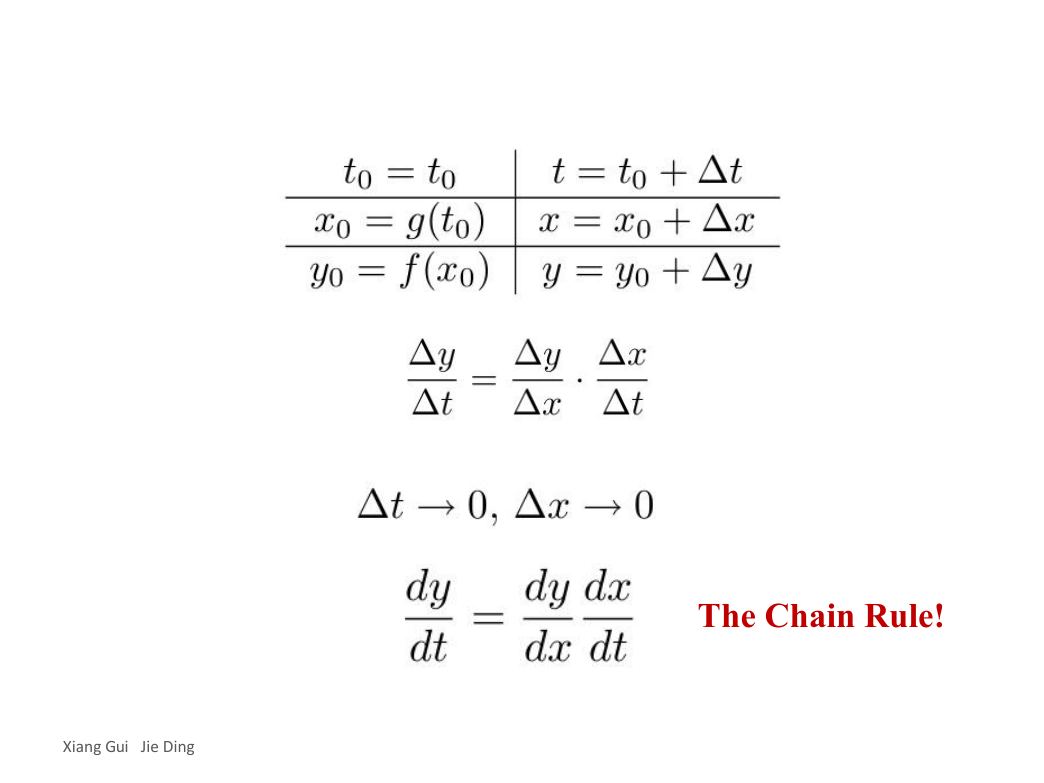 t₀ = t₀ | t = t₀ + Δt
x₀ = g(t₀) | x = x₀ + Δx
y₀ = f(x₀) | y = y₀ + Δy
Δy/Δt = Δy/Δx · Δx/Δt
Δt → 0, Δx → 0
dy/dt = dy/dx dx/dt The Chain Rule!
Xiang Gui Jie Ding